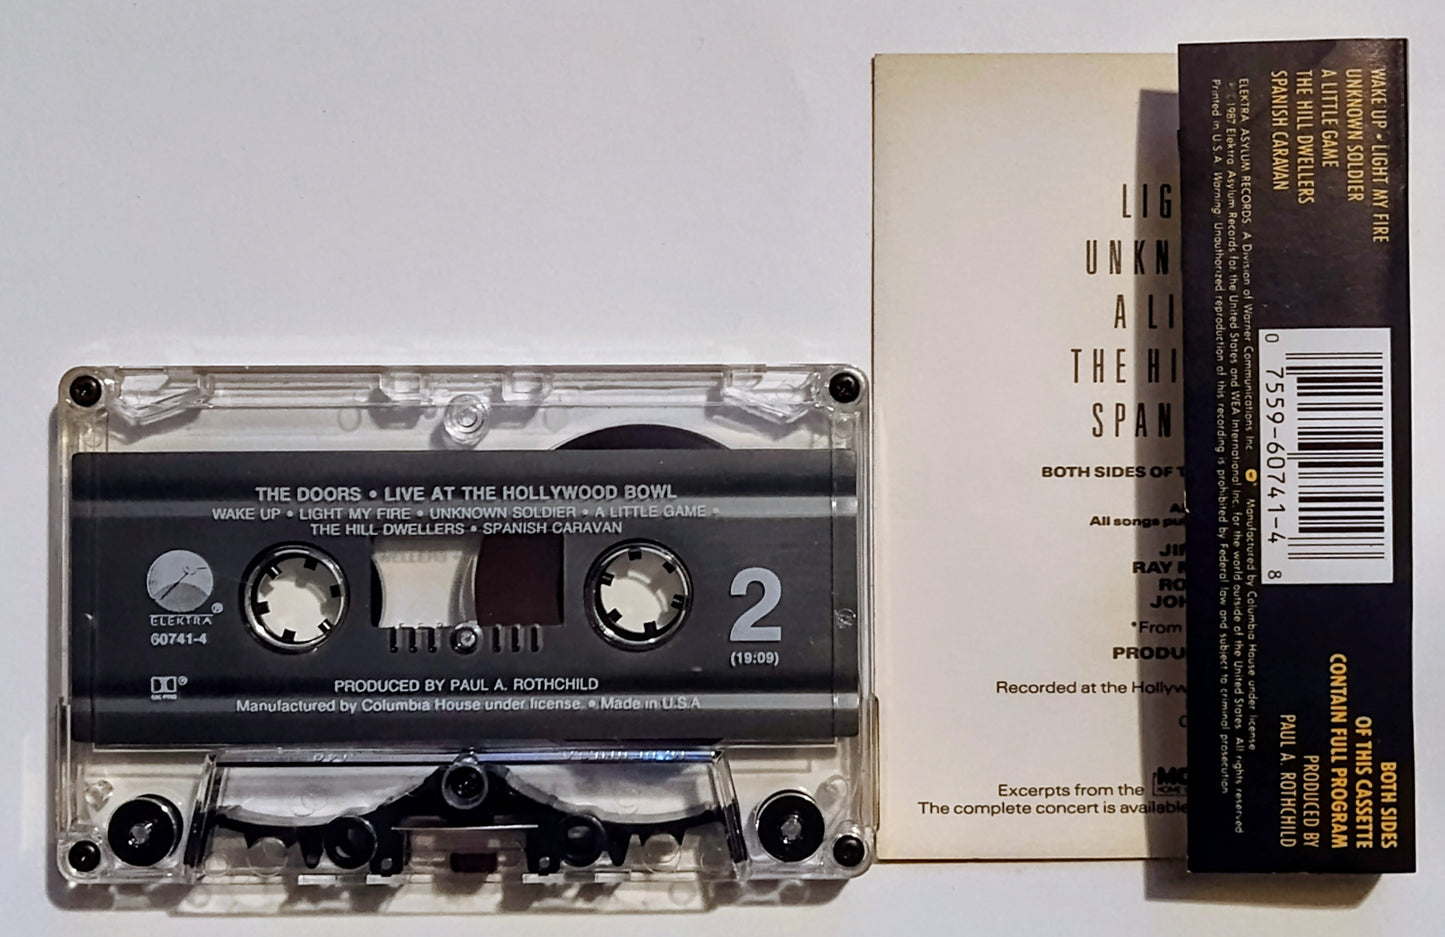 THE DOORS • LIVE AT THE HOLLYWOOD BOWL
WAKE UP • LIGHT MY FIRE • UNKNOWN SOLDIER • A LITTLE GAME •
THE HILL DWELLERS • SPANISH CARAVAN
ELEKTRA®
60741-4
2
(19:09)
PRODUCED BY PAUL A. ROTHCHILD
Manufactured by Columbia House under license. • Made in U.S.A
LIG
UNKN
A LI
THE HI
SPAN
BOTH SIDES OF T
All songs pu
JI
RAY
RO
JOH
*From
PRODU
Recorded at the Hollyw
Excerpts from the
The complete concert is available
WAKE UP • LIGHT MY FIRE
UNKNOWN SOLDIER
A LITTLE GAME
THE HILL DWELLERS
SPANISH CARAVAN
ELEKTRA ASYLUM RECORDS. A Division of Warner Communications Inc. Manufactured by Columbia House under license
1987 Elektra Asylum Records for the United States and WEA International Inc. for the world outside of the United States. All rights reserved
Printed in U.S.A. Warning: Unauthorized reproduction of this recording is prohibited by Federal law and subject to criminal prosecution
0 7559-60741-4 8
BOTH SIDES
OF THIS CASSETTE
CONTAIN FULL PROGRAM
PRODUCED BY
PAUL A. ROTHCHILD